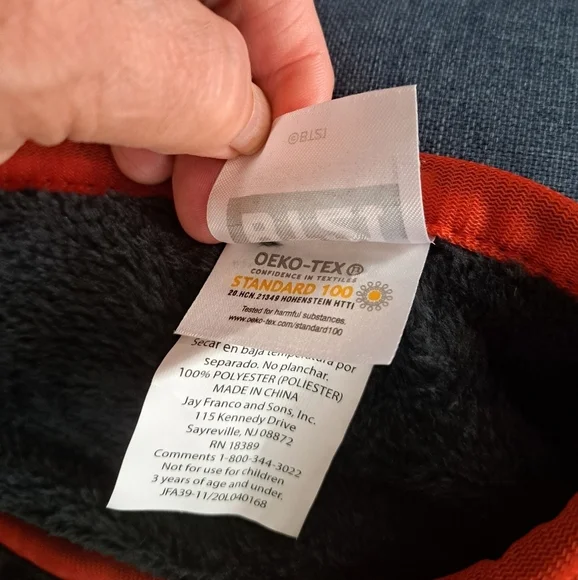 ©B.I.S.T
B.I.S.T
OEKO-TEX®
CONFIDENCE IN TEXTILES
STANDARD 100
20.HCN.21349 HOHENSTEIN HTTI
Tested for harmful substances.
www.oeko-tex.com/standard100
Secar en baja temperatura por
separado. No planchar.
100% POLYESTER (POLIESTER)
MADE IN CHINA
Jay Franco and Sons, Inc.
115 Kennedy Drive
Sayreville, NJ 08872
RN 18389
Comments 1-800-344-3022
Not for use for children
3 years of age and under.
JFA39-11/20L040168